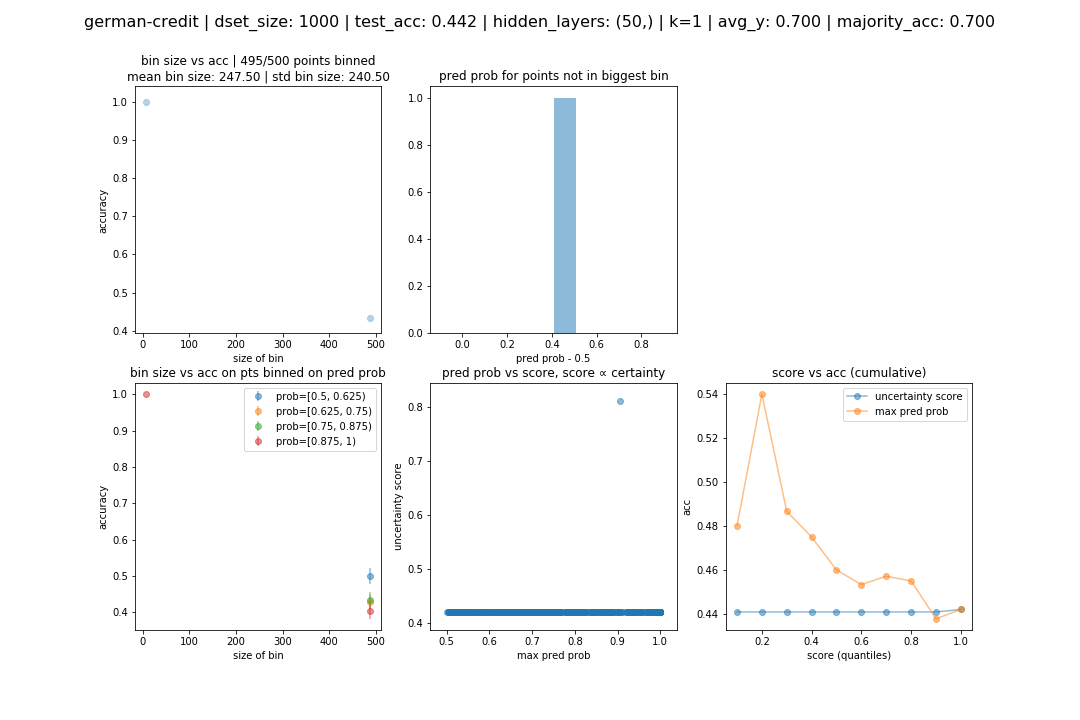 german-credit | dset_size: 1000 | test_acc: 0.442 | hidden_layers: (50,) | k=1 | avg_y: 0.700 | majority_acc: 0.700
bin size vs acc | 495/500 points binned
mean bin size: 247.50 | std bin size: 240.50
1.0
0.9
0.8
0.7
0.6
0.5
0.4
accuracy
0
100
200
300
400
500
size of bin
pred prob for points not in biggest bin
1.0
0.8
0.6
0.4
0.2
0.0
0.0
0.2
0.4
0.6
0.8
pred prob - 0.5
bin size vs acc on pts binned on pred prob
prob=[0.5, 0.625)
prob=[0.625, 0.75)
prob=[0.75, 0.875)
prob=[0.875, 1)
1.0
0.9
0.8
0.7
0.6
0.5
0.4
accuracy
0
100
200
300
400
500
size of bin
pred prob vs score, score ∝ certainty
0.8
0.7
0.6
0.5
0.4
uncertainty score
0.5
0.6
0.7
0.8
0.9
1.0
max pred prob
score vs acc (cumulative)
uncertainty score
max pred prob
0.54
0.52
0.50
0.48
0.46
0.44
acc
0.2
0.4
0.6
0.8
1.0
score (quantiles)